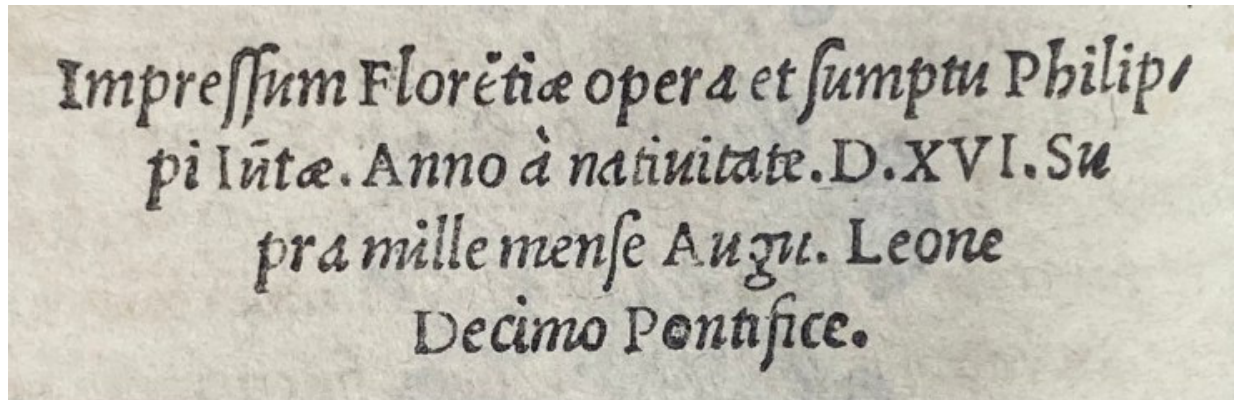 Impreſſum Florẽtiæ opera et ſumptu Philip⸗
pi Iũtæ. Anno à natiuitate.D.XVI.Su
pra mille menſe Augu. Leone
Decimo Pontifice.